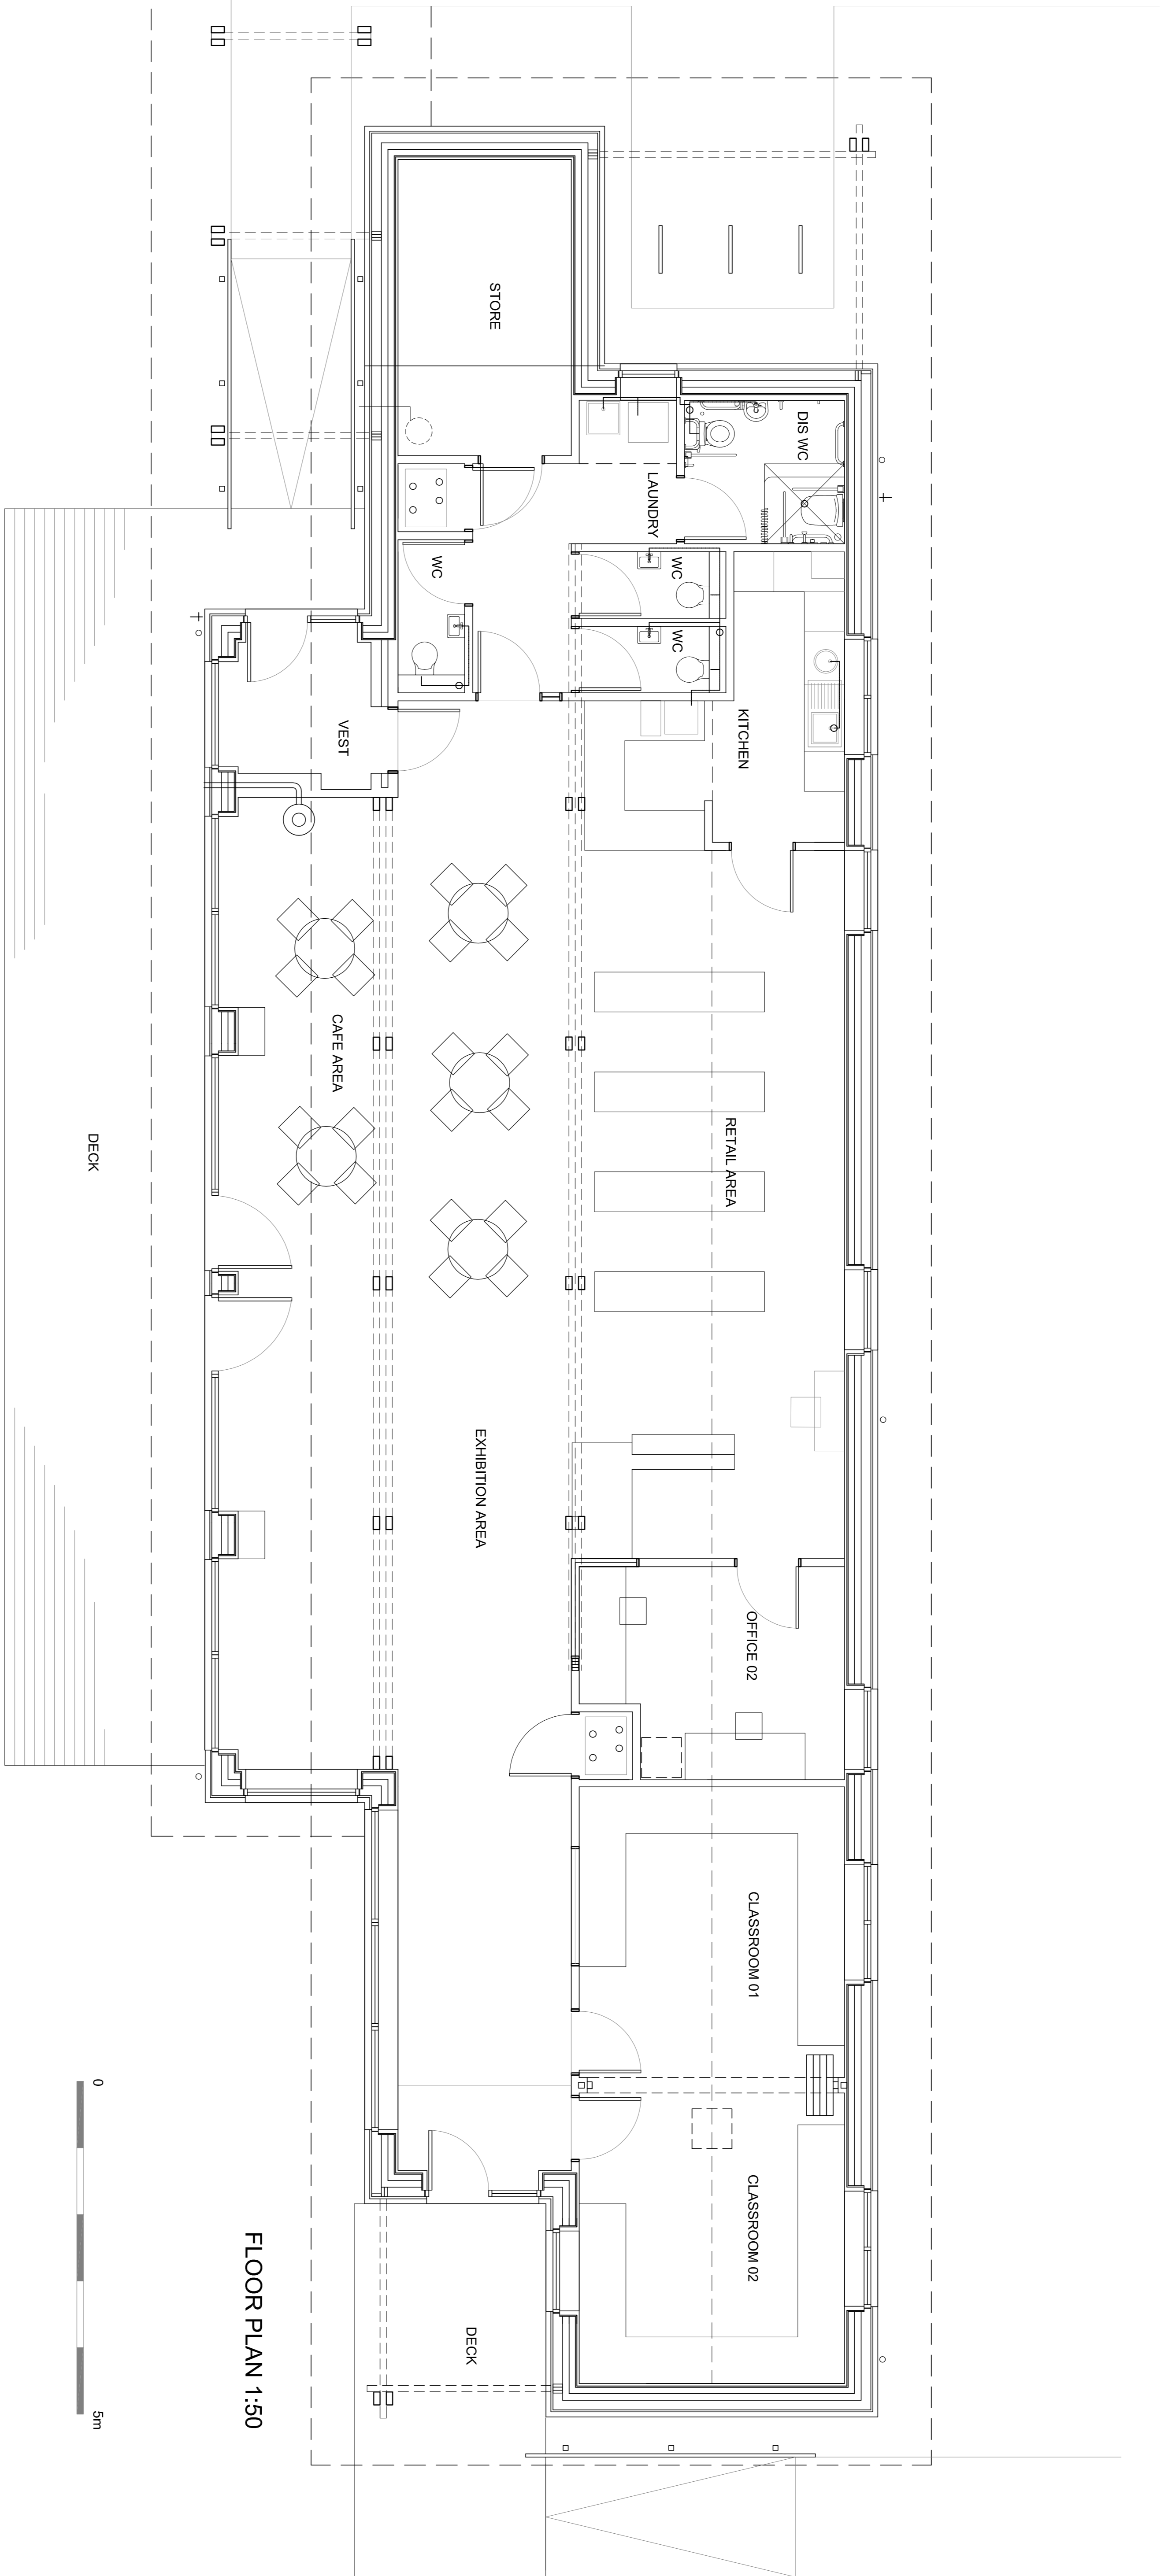 STORE
DIS WC
LAUNDRY
WC
WC
WC
VEST
KITCHEN
CAFE AREA
RETAIL AREA
DECK
EXHIBITION AREA
OFFICE 02
CLASSROOM 01
CLASSROOM 02
DECK
0
5m
FLOOR PLAN 1:50